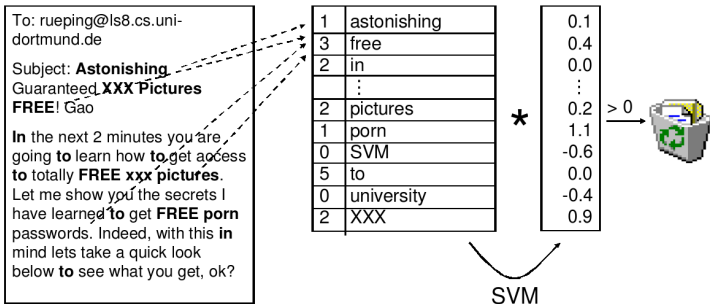 To: rueping@ls8.cs.uni-
dortmund.de
Subject: Astonishing
Guaranteed XXX Pictures
FREE! Gao
In the next 2 minutes you are
going to learn how to get access
to totally FREE xxx pictures.
Let me show you the secrets I
have learned to get FREE porn
passwords. Indeed, with this in
mind lets take a quick look
below to see what you get, ok?
1 astonishing
3 free
2 in
⋮
2 pictures
1 porn
0 SVM
5 to
0 university
2 XXX
*
0.1
0.4
0.0
⋮
0.2
1.1
-0.6
0.0
-0.4
0.9
> 0
SVM